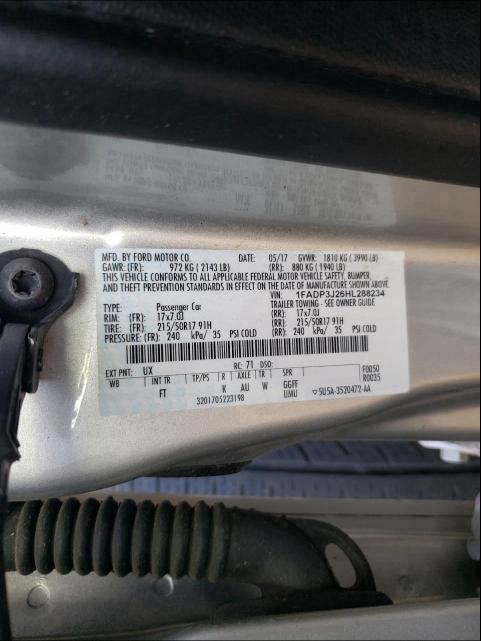 MFD. BY FORD MOTOR CO. DATE: 05/17 GVWR: 1810 KG ( 3990 LB)
GAWR:(FR): 972 KG ( 2143 LB) (RR): 880 KG ( 1940 LB)
THIS VEHICLE CONFORMS TO ALL APPLICABLE FEDERAL MOTOR VEHICLE SAFETY, BUMPER,
AND THEFT PREVENTION STANDARDS IN EFFECT ON THE DATE OF MANUFACTURE SHOWN ABOVE.
VIN: 1FADP3J26HL288234
TYPE: Passenger Car TRAILER TOWING - SEE OWNER GUIDE
RIM: (FR): 17x7.0J (RR): 17x7.0J
TIRE: (FR): 215/50R17 91H (RR): 215/50R17 91H
PRESSURE: (FR): 240 kPa/ 35 PSI COLD (RR): 240 kPa/ 35 PSI COLD
EXT PNT: UX RC: 71 DSO: F0050
WB INT TR TP/PS R AXLE TR SPR R0035
FT K AU W GGFF
3201705223198 UMU ▽5U5A-3520472-AA